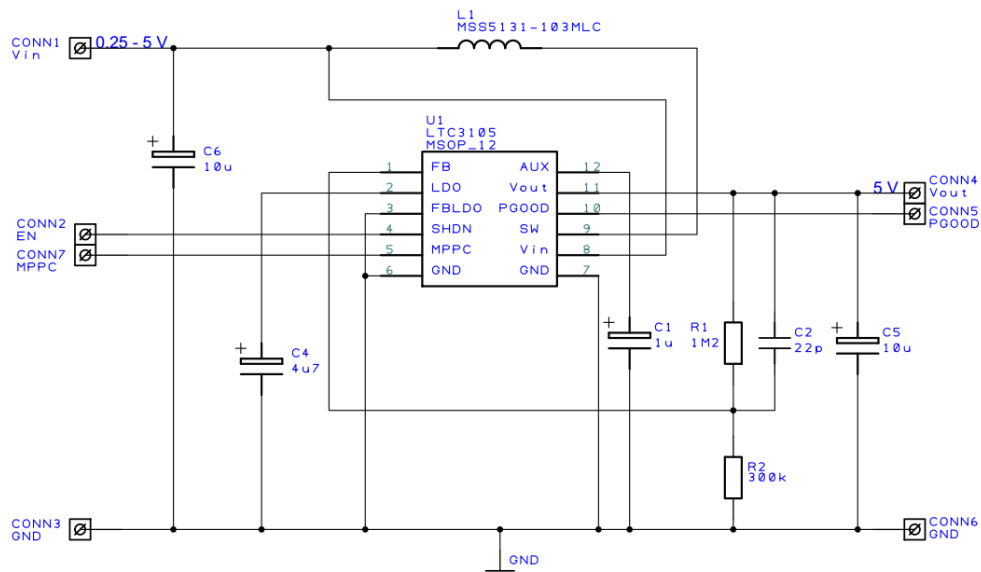 L1
MSS5131-103MLC
CONN1
Vin
0.25 - 5 V
U1
LTC3105
MSOP_12
C6
10u
1 FB AUX 12
2 LDO Vout 11
3 FBLDO PGOOD 10
4 SHDN SW 9
5 MPPC Vin 8
6 GND GND 7
5 V
CONN4
Vout
CONN5
PGOOD
CONN2
EN
CONN7
MPPC
C4
4u7
C1
1u
R1
1M2
C2
22p
C5
10u
R2
300k
CONN3
GND
GND
CONN6
GND